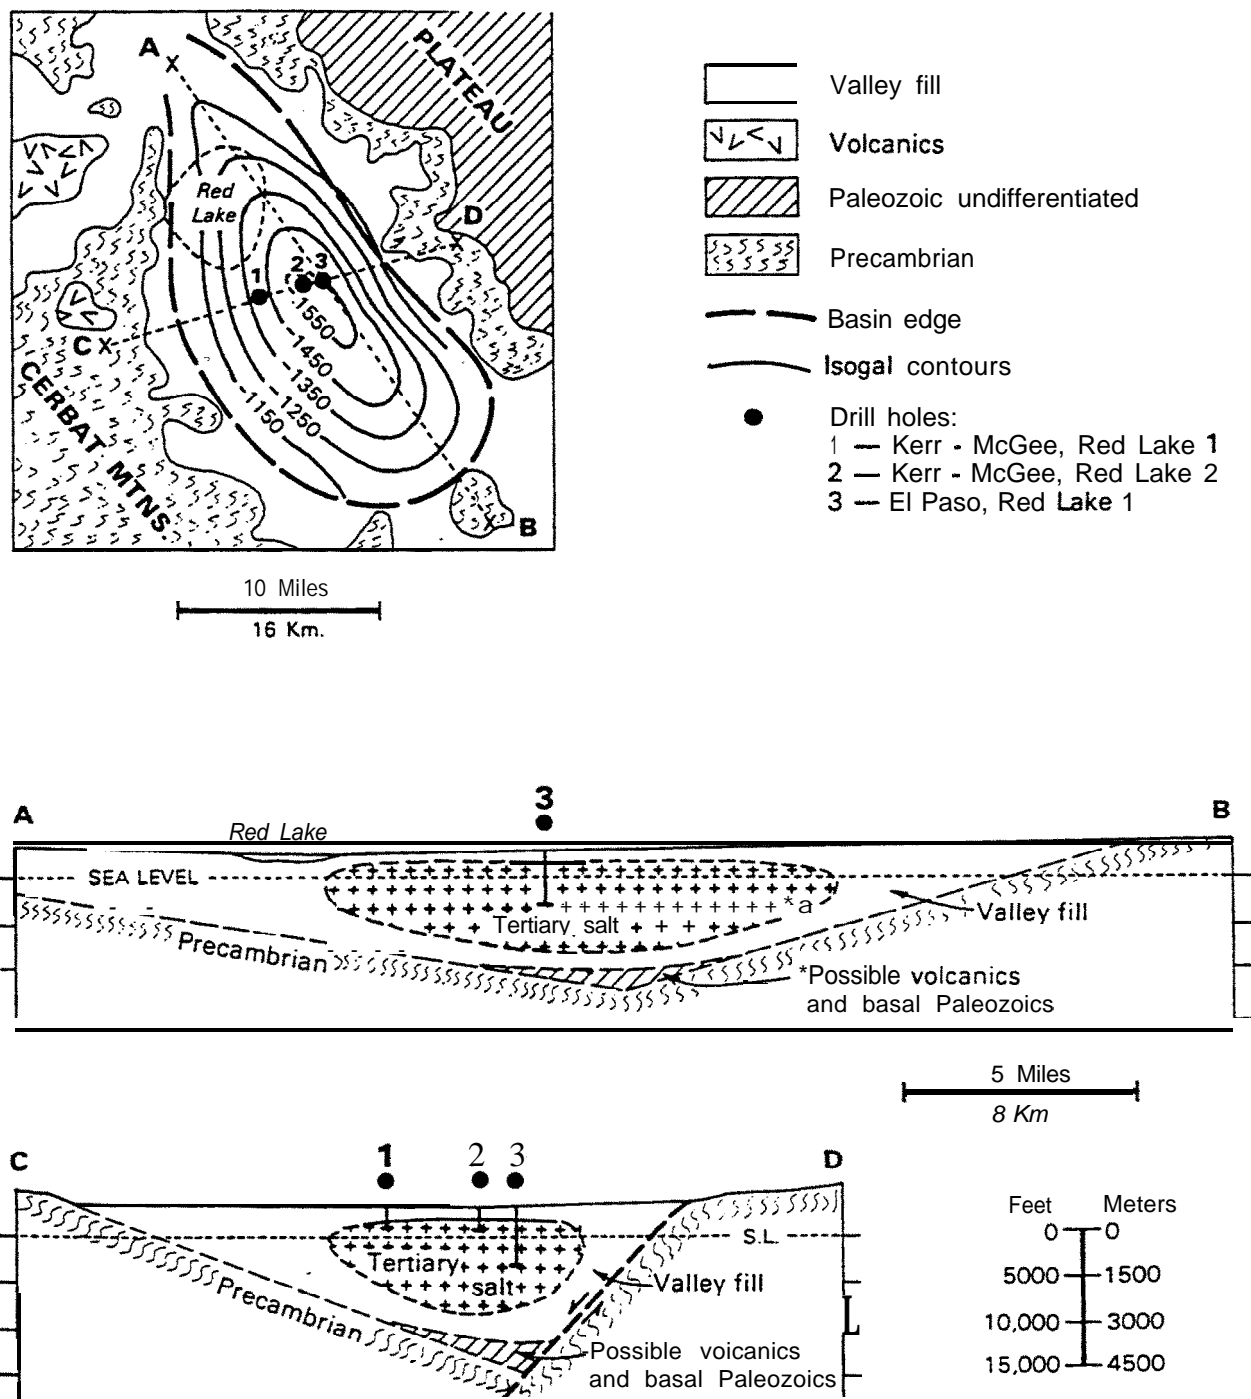 A
PLATEAU
Red
Lake
D
1
2
3
1550
1450
1350
1250
1150
C
B
CERBAT MTNS.
10 Miles
16 Km.
Valley fill
Volcanics
Paleozoic undifferentiated
Precambrian
Basin edge
Isogal contours
Drill holes:
1 — Kerr - McGee, Red Lake 1
2 — Kerr - McGee, Red Lake 2
3 — El Paso, Red Lake 1
A
3
B
Red Lake
SEA LEVEL
*a
Tertiary salt
Valley fill
Precambrian
*Possible volcanics
and basal Paleozoics
5 Miles
8 Km
C
1
2
3
D
S.L.
Tertiary
salt
Valley fill
Precambrian
Possible voicanics
and basal Paleozoics
L
Feet Meters
0 0
5000 1500
10,000 3000
15,000 4500